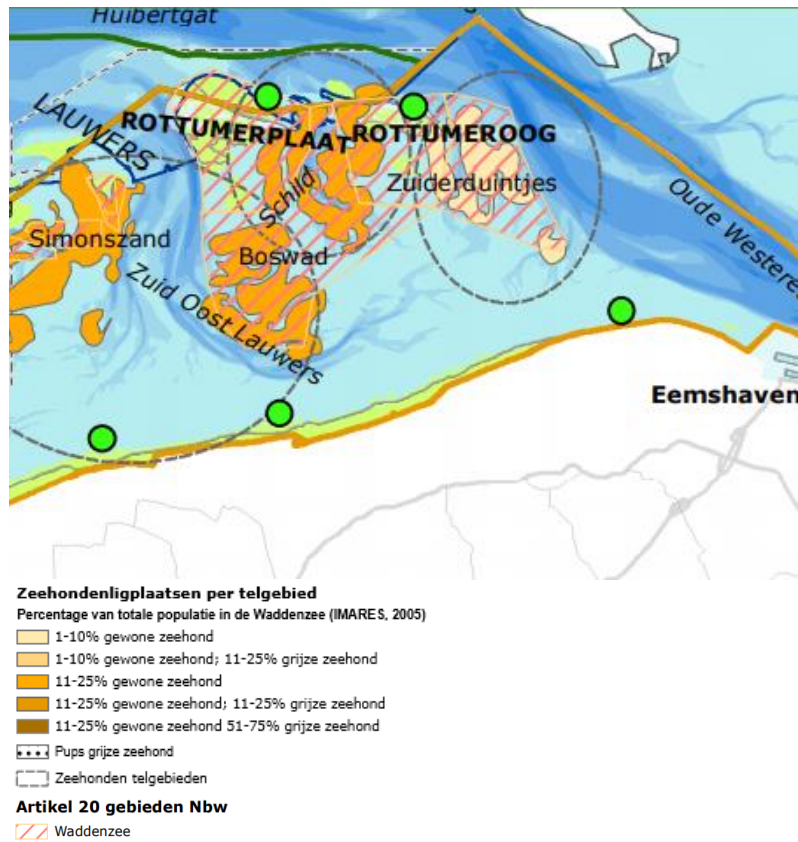 Huibertgat
LAUWERS
ROTTUMERPLAAT
ROTTUMEROOG
Schild
Zuiderduintjes
Oude Westeree
Simonszand
Boswad
Zuid Oost Lauwers
Eemshaven
Zeehondenligplaatsen per telgebied
Percentage van totale populatie in de Waddenzee (IMARES, 2005)
1-10% gewone zeehond
1-10% gewone zeehond; 11-25% grijze zeehond
11-25% gewone zeehond
11-25% gewone zeehond; 11-25% grijze zeehond
11-25% gewone zeehond 51-75% grijze zeehond
Pups grijze zeehond
Zeehonden telgebieden
Artikel 20 gebieden Nbw
Waddenzee